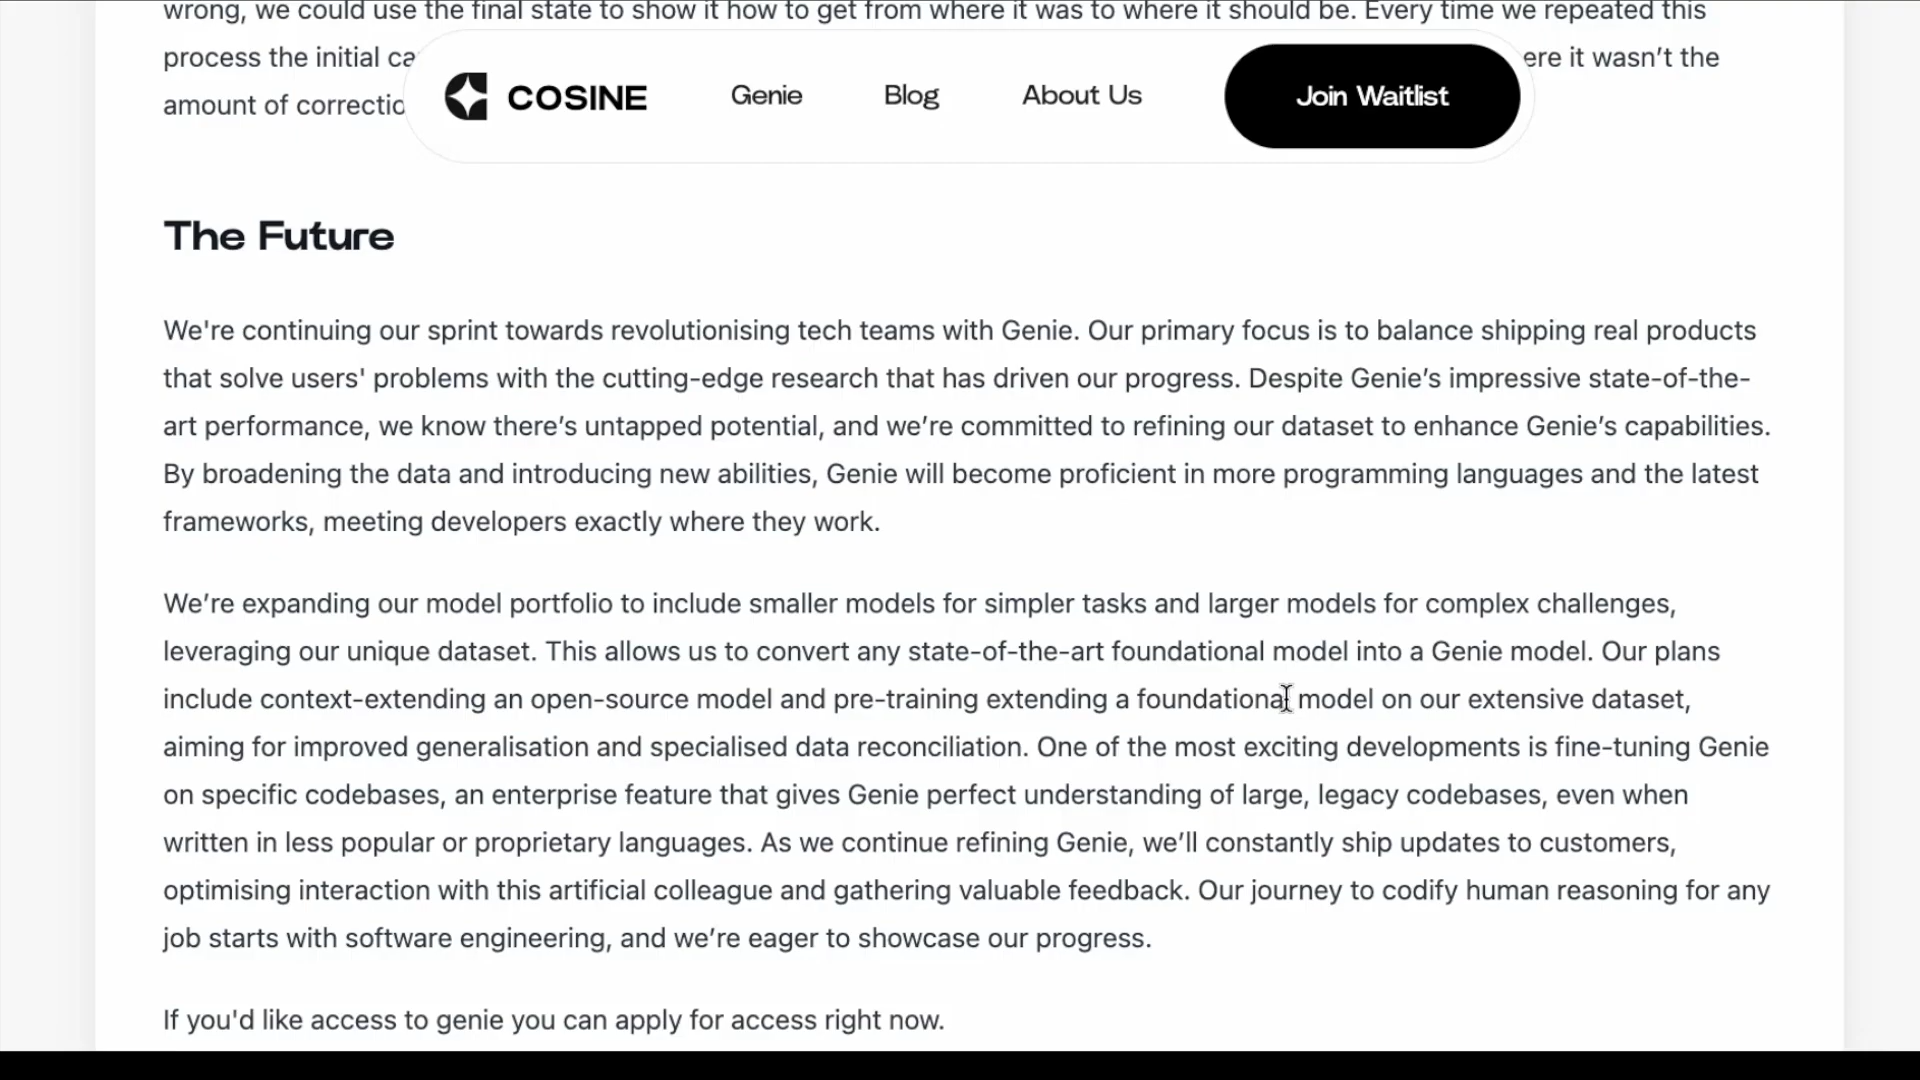 wrong, we could use the final state to show it how to get from where it was to where it should be. Every time we repeated this
process the initial ca
ere it wasn’t the
amount of correctio
COSINE
Genie
Blog
About Us
Join Waitlist
The Future
We're continuing our sprint towards revolutionising tech teams with Genie. Our primary focus is to balance shipping real products
that solve users' problems with the cutting-edge research that has driven our progress. Despite Genie’s impressive state-of-the-
art performance, we know there’s untapped potential, and we’re committed to refining our dataset to enhance Genie’s capabilities.
By broadening the data and introducing new abilities, Genie will become proficient in more programming languages and the latest
frameworks, meeting developers exactly where they work.
We’re expanding our model portfolio to include smaller models for simpler tasks and larger models for complex challenges,
leveraging our unique dataset. This allows us to convert any state-of-the-art foundational model into a Genie model. Our plans
include context-extending an open-source model and pre-training extending a foundational model on our extensive dataset,
aiming for improved generalisation and specialised data reconciliation. One of the most exciting developments is fine-tuning Genie
on specific codebases, an enterprise feature that gives Genie perfect understanding of large, legacy codebases, even when
written in less popular or proprietary languages. As we continue refining Genie, we’ll constantly ship updates to customers,
optimising interaction with this artificial colleague and gathering valuable feedback. Our journey to codify human reasoning for any
job starts with software engineering, and we’re eager to showcase our progress.
If you'd like access to genie you can apply for access right now.